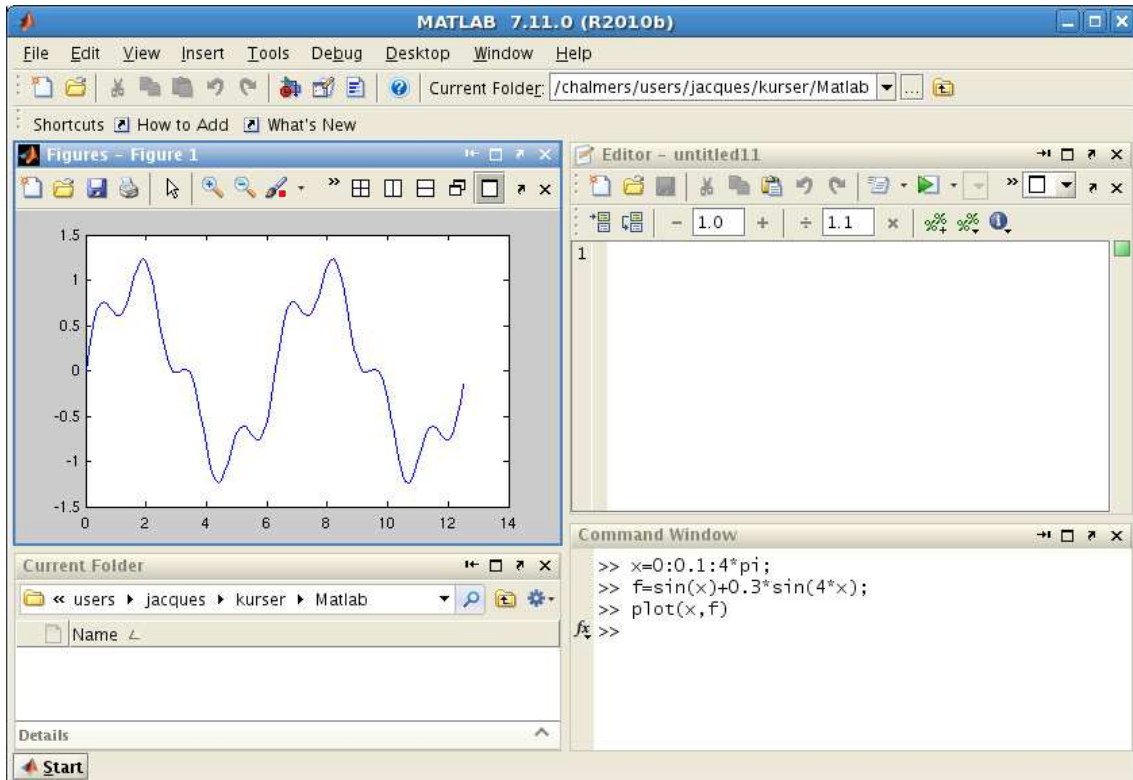 MATLAB 7.11.0 (R2010b)
File Edit View Insert Tools Debug Desktop Window Help
Current Folder: /chalmers/users/jacques/kurser/Matlab ...
Shortcuts How to Add What's New
Figures - Figure 1
»
1.5
1
0.5
0
-0.5
-1
-1.5
0 2 4 6 8 10 12 14
Current Folder
« users jacques kurser Matlab
Name
Details
Start
Editor - untitled11
»
- 1.0 + ÷ 1.1 ×
1
Command Window
>> x=0:0.1:4*pi;
>> f=sin(x)+0.3*sin(4*x);
>> plot(x,f)
fx >>